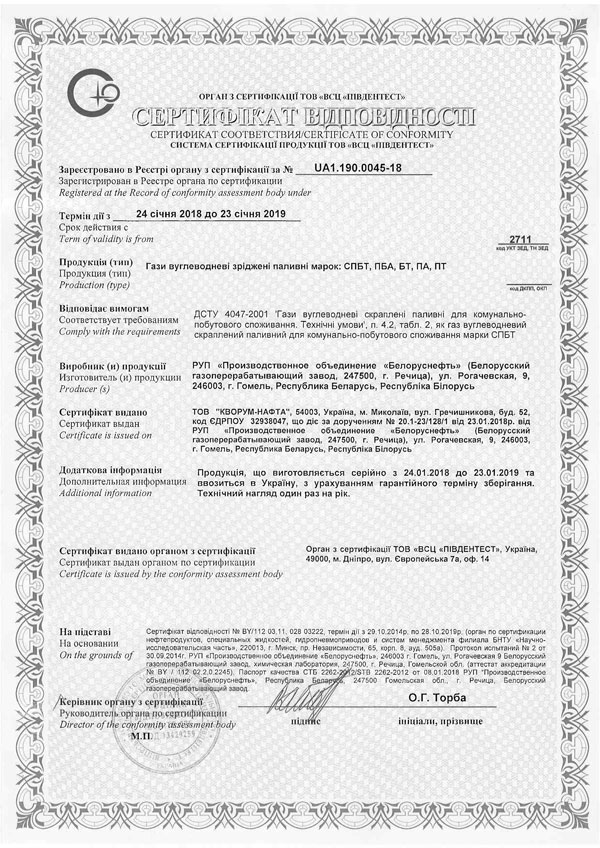 ОРГАН З СЕРТИФІКАЦІЇ ТОВ «ВСЦ «ПІВДЕНТЕСТ»
СЕРТИФІКАТ ВІДПОВІДНОСТІ
СЕРТИФИКАТ СООТВЕТСТВИЯ/CERTIFICATE OF CONFORMITY
СИСТЕМА СЕРТИФІКАЦІЇ ПРОДУКЦІЇ ТОВ «ВСЦ «ПІВДЕНТЕСТ»
Зареєстровано в Реєстрі органу з сертифікації за № UA1.190.0045-18
Зарегистрирован в Реестре органа по сертификации
Registered at the Record of conformity assessment body under
Термін дії з 24 січня 2018 до 23 січня 2019
Срок действия с
Term of validity is from
2711
код УКТ ЗЕД, ТН ЗЕД
Продукція (тип) Гази вуглеводневі зріджені паливні марок: СПБТ, ПБА, БТ, ПА, ПТ
Продукция (тип)
Production (type)
код ДКПП, ОКП
Відповідає вимогам
Соответствует требованиям
Comply with the requirements
ДСТУ 4047-2001 'Гази вуглеводневі скраплені паливні для комунально-
побутового споживання. Технічні умови', п. 4.2, табл. 2, як газ вуглеводневий
скраплений паливний для комунально-побутового споживання марки СПБТ
Виробник (и) продукції
Изготовитель (и) продукции
Producer (s)
РУП «Производственное объединение «Белоруснефть» (Белорусский
газоперерабатывающий завод, 247500, г. Речица), ул. Рогачевская, 9,
246003, г. Гомель, Республика Беларусь, Республіка Білорусь
Сертифікат видано
Сертификат выдан
Certificate is issued on
ТОВ "КВОРУМ-НАФТА", 54003, Україна, м. Миколаїв, вул. Гречишникова, буд. 52,
код ЄДРПОУ 32938047, що діє за дорученням № 20.1-23/128/1 від 23.01.2018р. від
РУП «Производственное объединение «Белоруснефть» (Белорусский
газоперерабатывающий завод, 247500, г. Речица), ул. Рогачевская, 9, 246003,
г. Гомель, Республика Беларусь, Республіка Білорусь
Додаткова інформація
Дополнительная информация
Additional information
Продукція, що виготовляється серійно з 24.01.2018 до 23.01.2019 та
ввозиться в Україну, з урахуванням гарантійного терміну зберігання.
Технічний нагляд один раз на рік.
Сертифікат видано органом з сертифікації
Сертификат выдан органом по сертификации
Certificate is issued by the conformity assessment body
Орган з сертифікації ТОВ «ВСЦ «ПІВДЕНТЕСТ», Україна,
49000, м. Дніпро, вул. Європейська 7а, оф. 14
На підставі
На основании
On the grounds of
Сертифікат відповідності № BY/112 03.11. 028 03222, термін дії з 29.10.2014р. по 28.10.2019р. (орган по сертификации
нефтепродуктов, специальных жидкостей, гидропневмоприводов и систем менеджмента филиала БНТУ «Научно-
исследовательская часть», 220013, г. Минск, пр. Независимости, 65, корп. 8, ауд. 505а). Протокол испытаний № 2 от
30.09.2014г. РУП «Производственное объединение «Белоруснефть», 246003 г. Гомель, ул. Рогачевская 9 Белорусский
газоперерабатывающий завод, химическая лаборатория, 247500, г. Речица, Гомельской обл. (аттестат аккредитации
№ BY / 112 02.2.0.2245). Паспорт качества СТБ 2262-2012/STB 2262-2012 от 08.01.2018 РУП "Производственное
объединение «Белоруснефть», Республика Беларусь, 247500 Гомельская обл., г. Речица, Белорусский
газоперерабатывающий завод.
Керівник органу з сертифікації О.Г. Торба
Руководитель органа по сертификации підпис ініціали, прізвище
Director of the conformity assessment body
М.П.